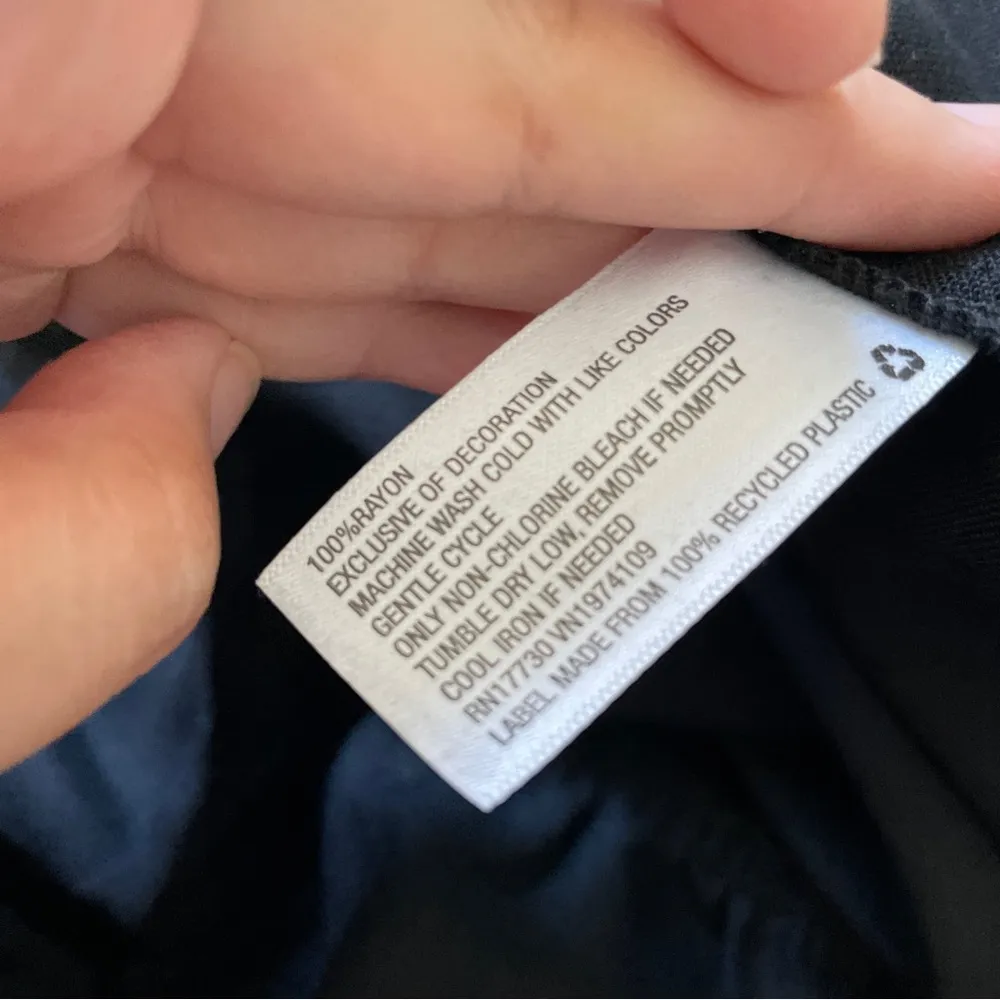 100%RAYON
EXCLUSIVE OF DECORATION
MACHINE WASH COLD WITH LIKE COLORS
GENTLE CYCLE
ONLY NON-CHLORINE BLEACH IF NEEDED
TUMBLE DRY LOW, REMOVE PROMPTLY
COOL IRON IF NEEDED
RN17730 VN1974109
LABEL MADE FROM 100% RECYCLED PLASTIC